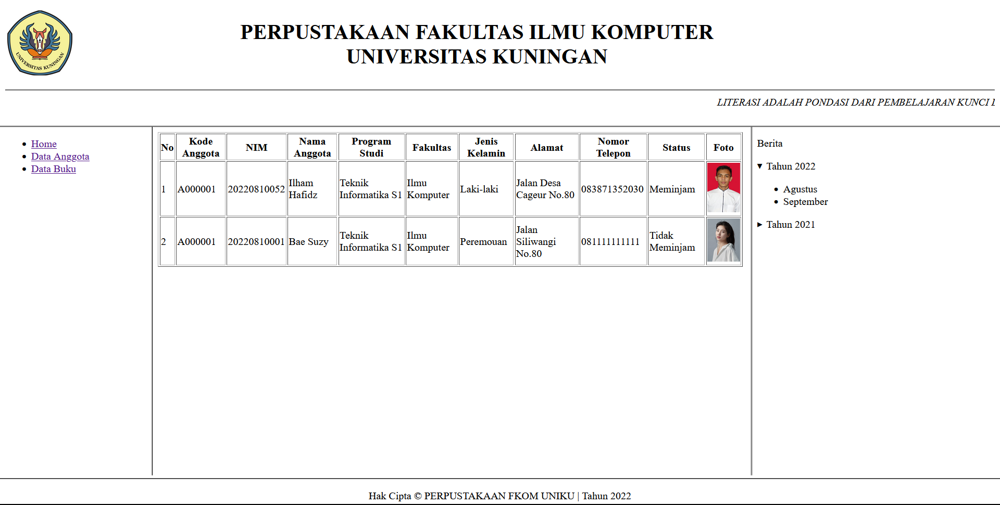 UNIVERSITAS KUNINGAN
PERPUSTAKAAN FAKULTAS ILMU KOMPUTER
UNIVERSITAS KUNINGAN
LITERASI ADALAH PONDASI DARI PEMBELAJARAN KUNCI
Home
Data Anggota
Data Buku
No Kode Anggota NIM Nama Anggota Program Studi Fakultas Jenis Kelamin Alamat Nomor Telepon Status Foto
1 A000001 20220810052 Ilham Hafidz Teknik Informatika S1 Ilmu Komputer Laki-laki Jalan Desa Cageur No.80 083871352030 Meminjam
2 A000001 20220810001 Bae Suzy Teknik Informatika S1 Ilmu Komputer Peremouan Jalan Siliwangi No.80 081111111111 Tidak Meminjam
Berita
▼ Tahun 2022
Agustus
September
► Tahun 2021
Hak Cipta © PERPUSTAKAAN FKOM UNIKU | Tahun 2022